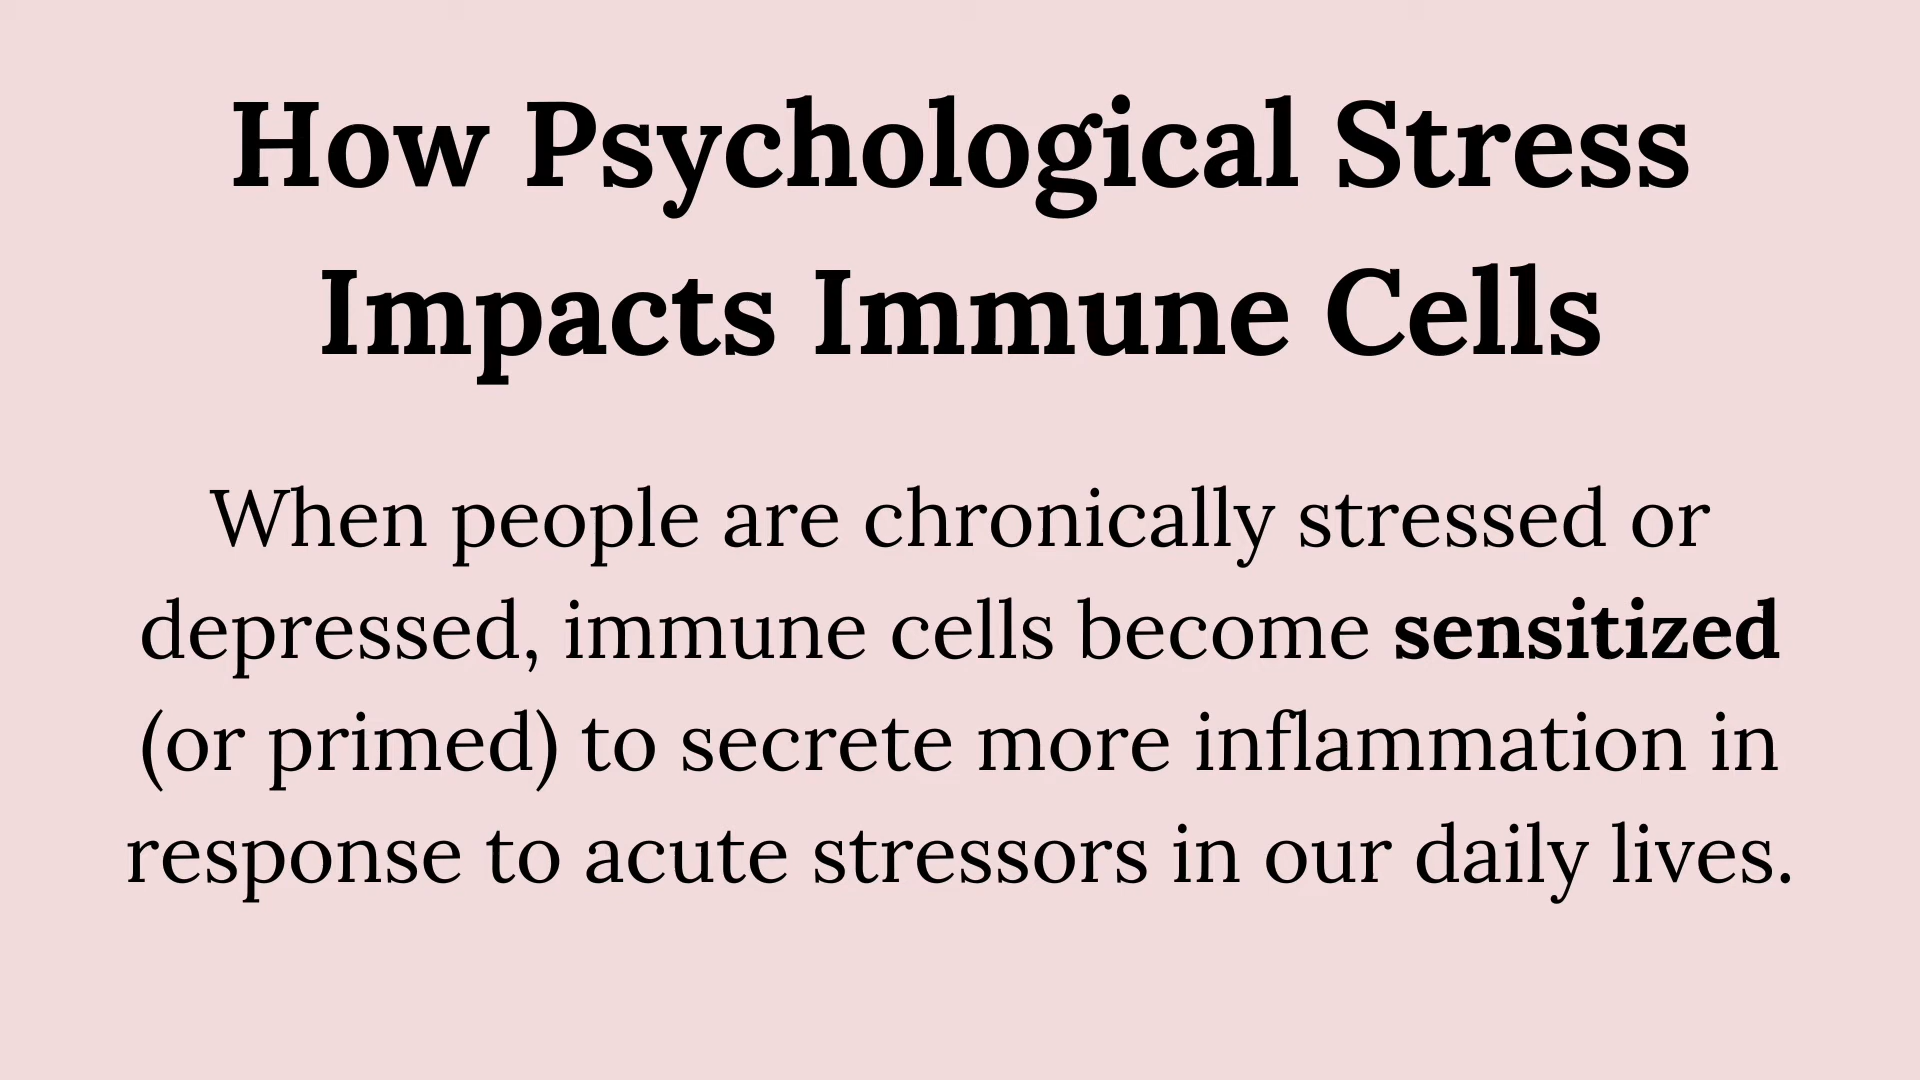 How Psychological Stress
Impacts Immune Cells
When people are chronically stressed or
depressed, immune cells become sensitized
(or primed) to secrete more inflammation in
response to acute stressors in our daily lives.